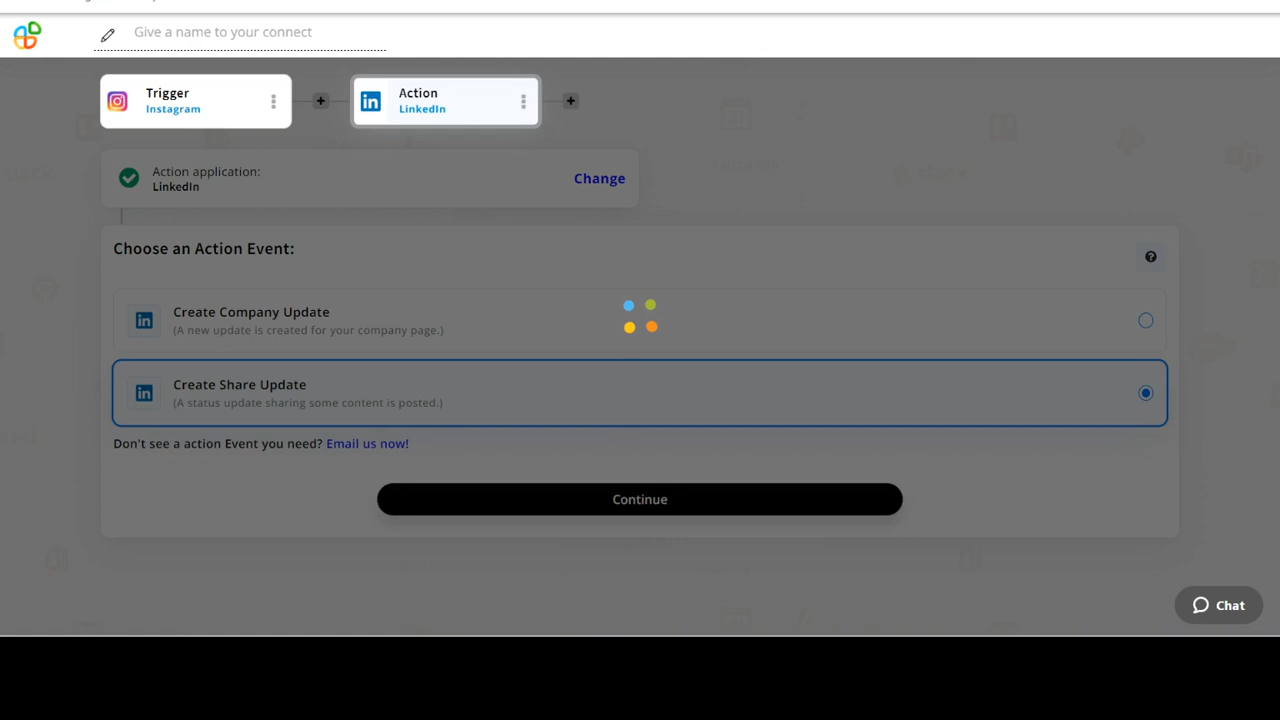 Give a name to your connect
Trigger
Instagram
Action
LinkedIn
Action application:
LinkedIn
Change
Choose an Action Event:
Create Company Update
(A new update is created for your company page.)
Create Share Update
(A status update sharing some content is posted.)
Don't see a action Event you need? Email us now!
Continue
Chat